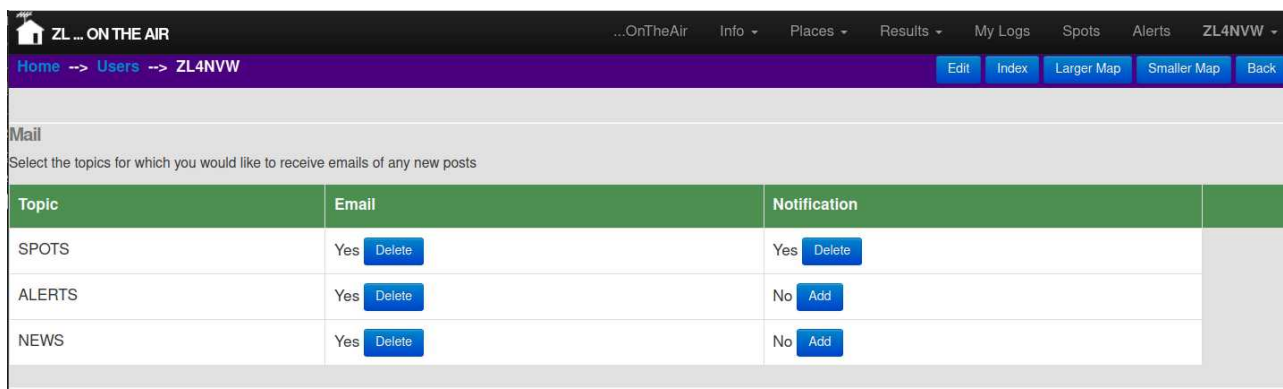 ZL ... ON THE AIR ...OnTheAir Info Places Results My Logs Spots Alerts ZL4NVW
Home --> Users --> ZL4NVW Edit Index Larger Map Smaller Map Back
Mail
Select the topics for which you would like to receive emails of any new posts
Topic Email Notification
SPOTS Yes Delete Yes Delete
ALERTS Yes Delete No Add
NEWS Yes Delete No Add